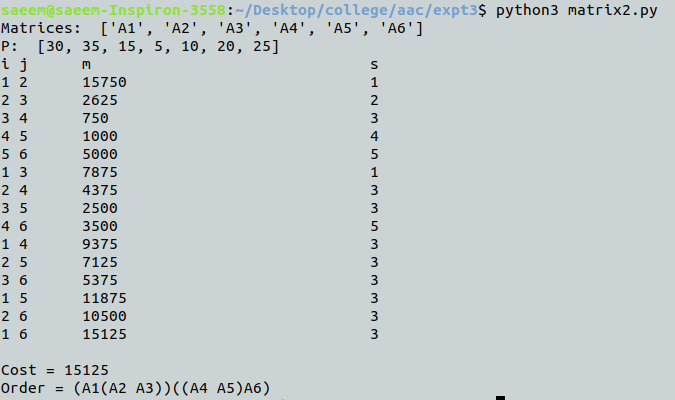 saeem@saeem-Inspiron-3558:~/Desktop/college/aac/expt3$ python3 matrix2.py
Matrices:  ['A1', 'A2', 'A3', 'A4', 'A5', 'A6']
P:  [30, 35, 15, 5, 10, 20, 25]
i j      m                               s
1 2      15750                           1
2 3      2625                            2
3 4      750                             3
4 5      1000                            4
5 6      5000                            5
1 3      7875                            1
2 4      4375                            3
3 5      2500                            3
4 6      3500                            5
1 4      9375                            3
2 5      7125                            3
3 6      5375                            3
1 5      11875                           3
2 6      10500                           3
1 6      15125                           3
Cost = 15125
Order = (A1(A2 A3))((A4 A5)A6)